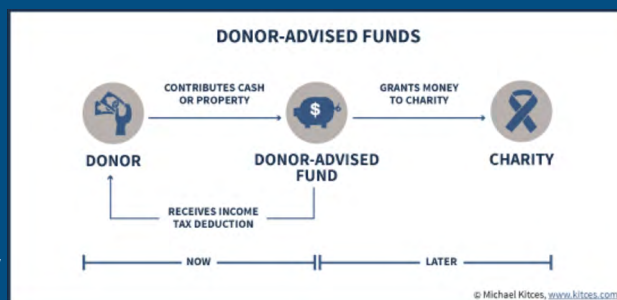 DONOR-ADVISED FUNDS
CONTRIBUTES CASH
OR PROPERTY
GRANTS MONEY
TO CHARITY
$
DONOR
DONOR-ADVISED
FUND
CHARITY
RECEIVES INCOME
TAX DEDUCTION
NOW
LATER
© Michael Kitces, www.kitces.com